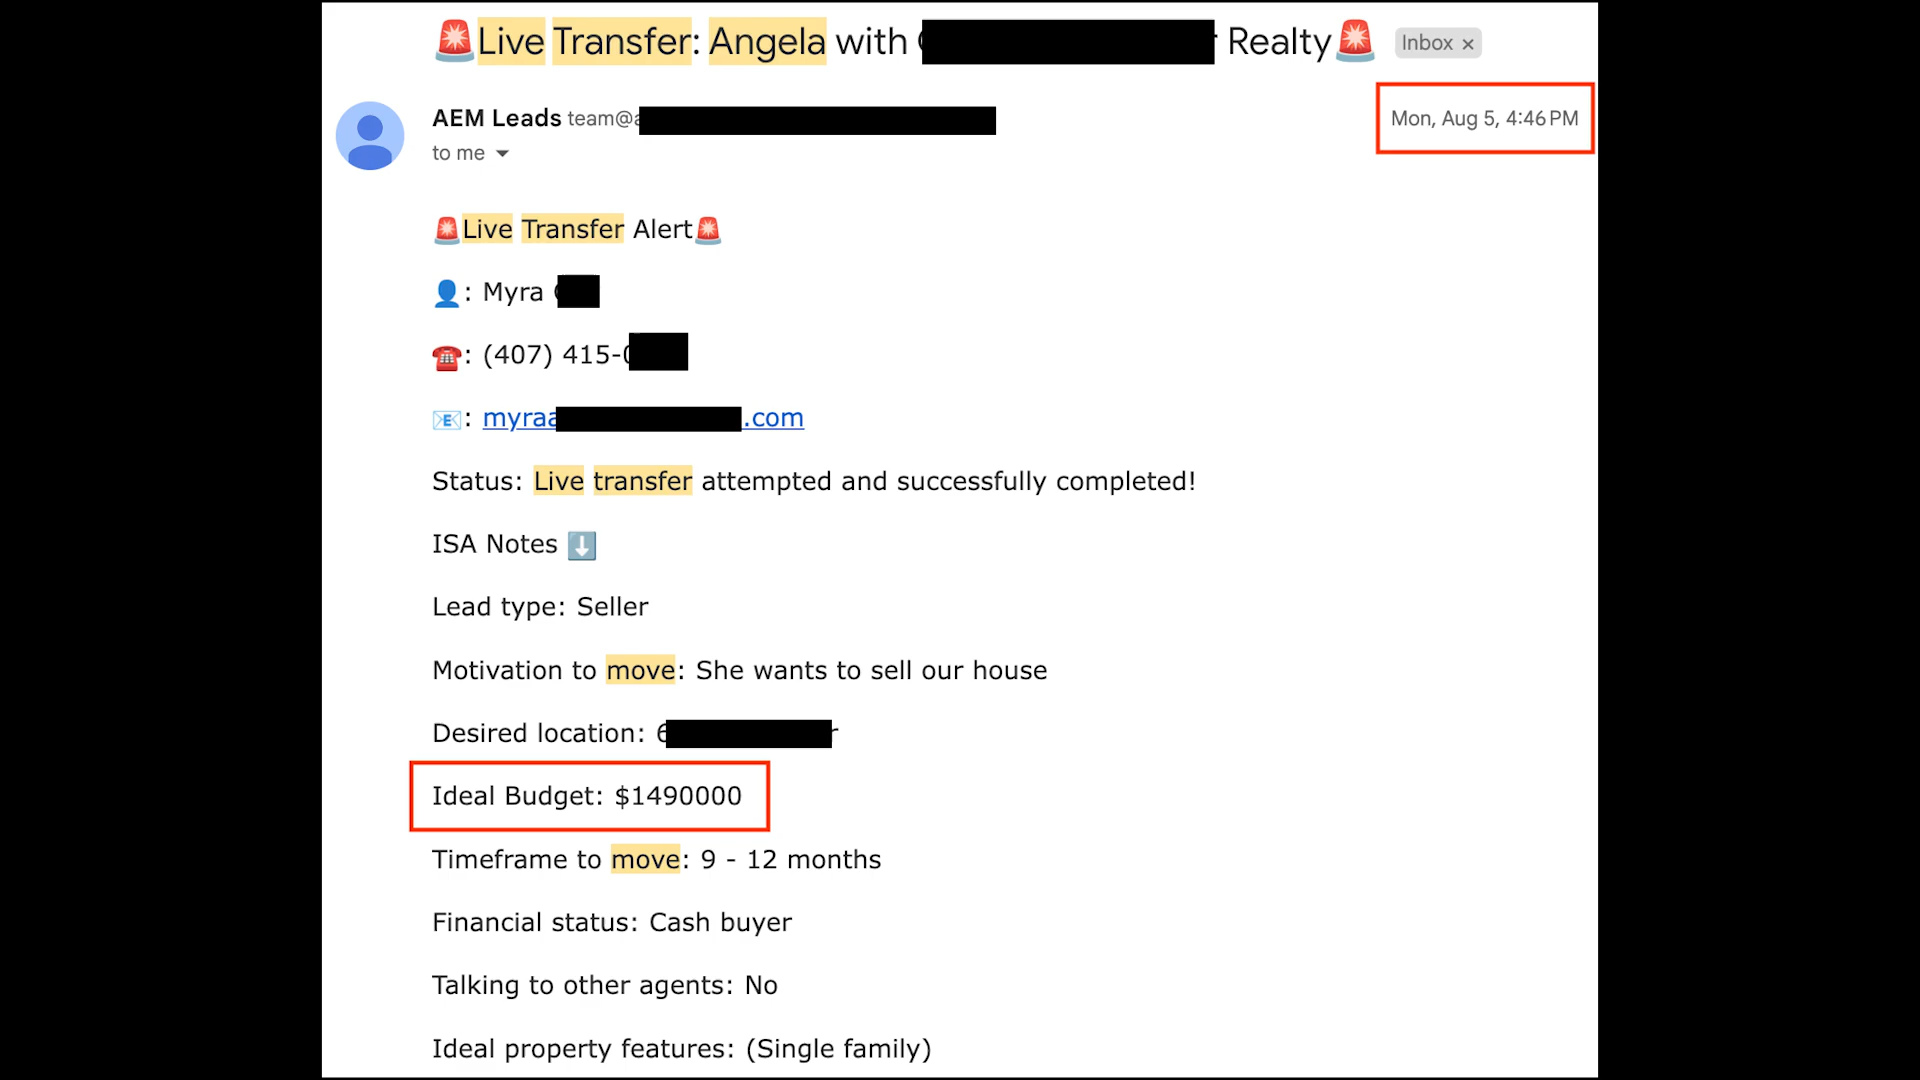 🚨Live Transfer: Angela with Realty🚨 Inbox ×
AEM Leads team@
Mon, Aug 5, 4:46 PM
to me
🚨Live Transfer Alert🚨
👤: Myra
☎️: (407) 415-
📧: myraa .com
Status: Live transfer attempted and successfully completed!
ISA Notes ⬇️
Lead type: Seller
Motivation to move: She wants to sell our house
Desired location: 6
Ideal Budget: $1490000
Timeframe to move: 9 - 12 months
Financial status: Cash buyer
Talking to other agents: No
Ideal property features: (Single family)